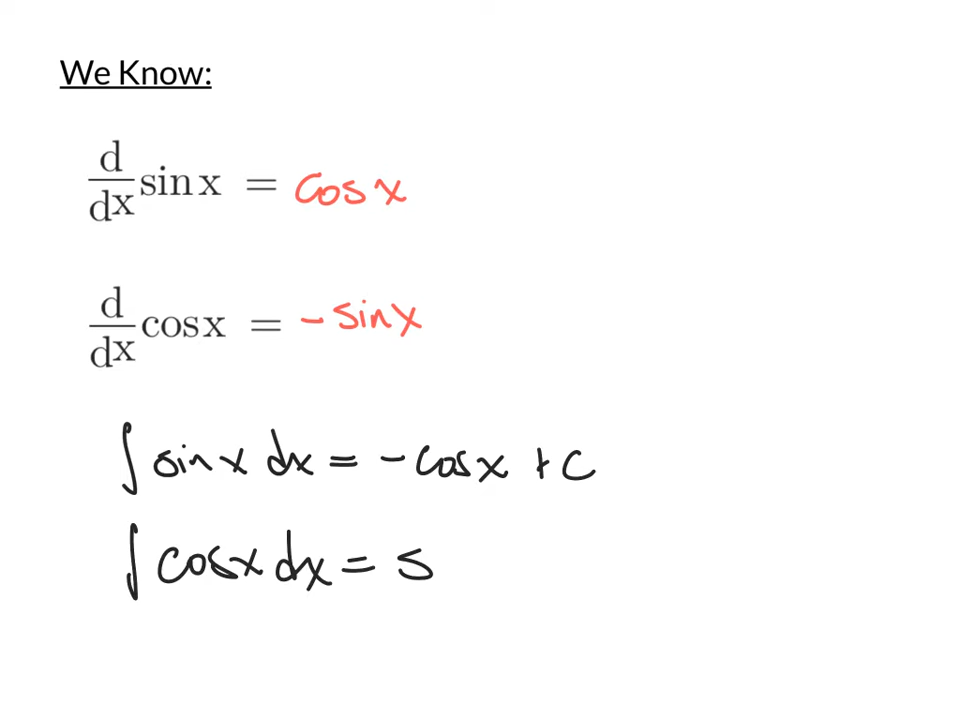 We Know:
d/dx sin x = cos x
d/dx cos x = - sin x
∫ sin x dx = - cos x + c
∫ cos x dx = s